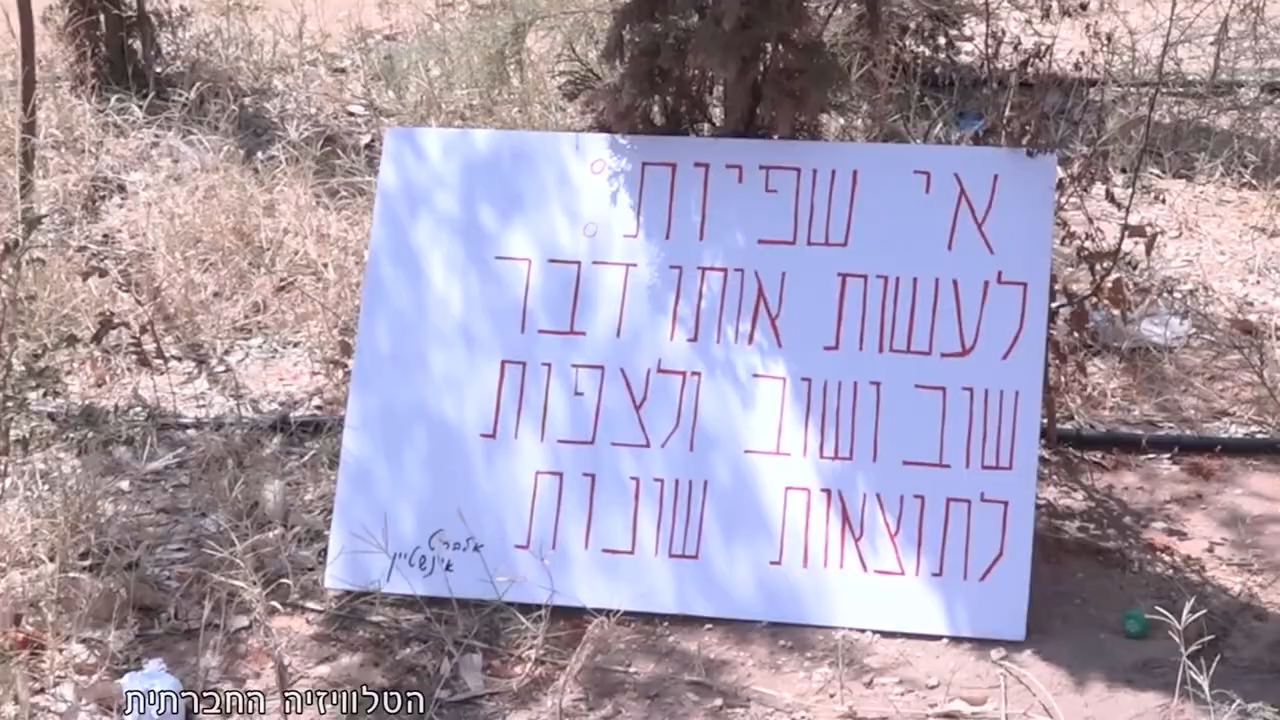 אי שפיות:
לעשות אותו דבר
שוב ושוב ולצפות
לתוצאות שונות
אלברט
איינשטיין
הטלוויזיה החברתית